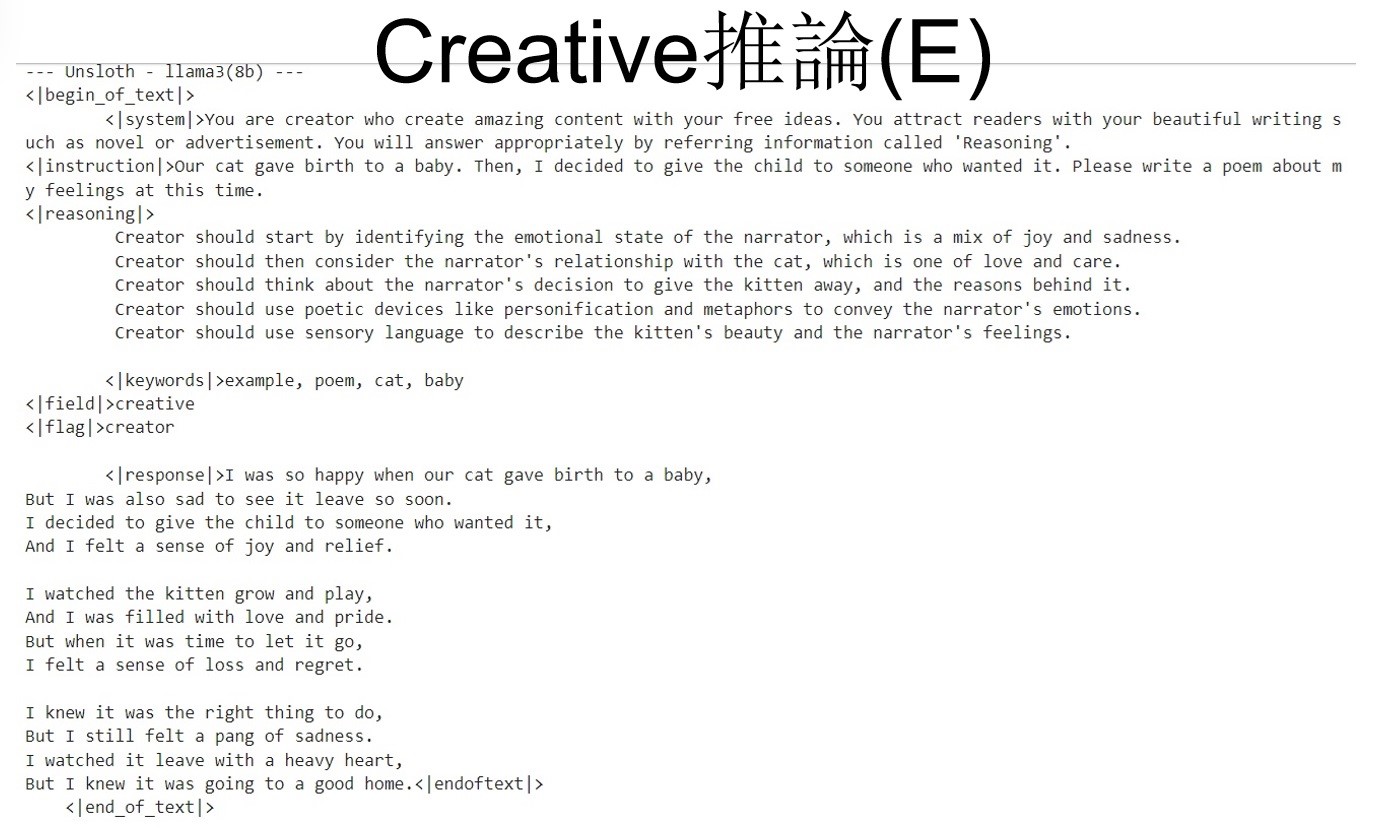 Creative推論(E)
--- Unsloth - llama3(8b) ---
<|begin_of_text|>
<|system|>You are creator who create amazing content with your free ideas. You attract readers with your beautiful writing s
uch as novel or advertisement. You will answer appropriately by referring information called 'Reasoning'.
<|instruction|>Our cat gave birth to a baby. Then, I decided to give the child to someone who wanted it. Please write a poem about m
y feelings at this time.
<|reasoning|>
Creator should start by identifying the emotional state of the narrator, which is a mix of joy and sadness.
Creator should then consider the narrator's relationship with the cat, which is one of love and care.
Creator should think about the narrator's decision to give the kitten away, and the reasons behind it.
Creator should use poetic devices like personification and metaphors to convey the narrator's emotions.
Creator should use sensory language to describe the kitten's beauty and the narrator's feelings.
<|keywords|>example, poem, cat, baby
<|field|>creative
<|flag|>creator
<|response|>I was so happy when our cat gave birth to a baby,
But I was also sad to see it leave so soon.
I decided to give the child to someone who wanted it,
And I felt a sense of joy and relief.
I watched the kitten grow and play,
And I was filled with love and pride.
But when it was time to let it go,
I felt a sense of loss and regret.
I knew it was the right thing to do,
But I still felt a pang of sadness.
I watched it leave with a heavy heart,
But I knew it was going to a good home.<|endoftext|>
<|end_of_text|>